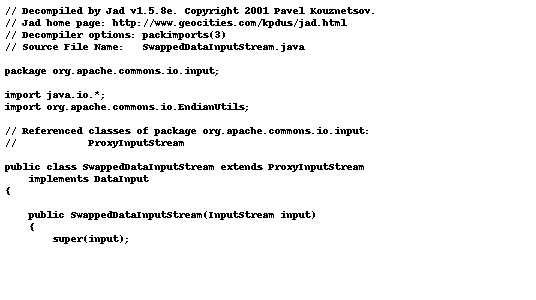 // Decompiled by Jad v1.5.8e. Copyright 2001 Pavel Kouznetsov.
// Jad home page: http://www.geocities.com/kpdus/jad.html
// Decompiler options: packimports(3)
// Source File Name:   SwappedDataInputStream.java

package org.apache.commons.io.input;

import java.io.*;
import org.apache.commons.io.EndianUtils;

// Referenced classes of package org.apache.commons.io.input:
//            ProxyInputStream

public class SwappedDataInputStream extends ProxyInputStream
    implements DataInput
{

    public SwappedDataInputStream(InputStream input)
    {
        super(input);